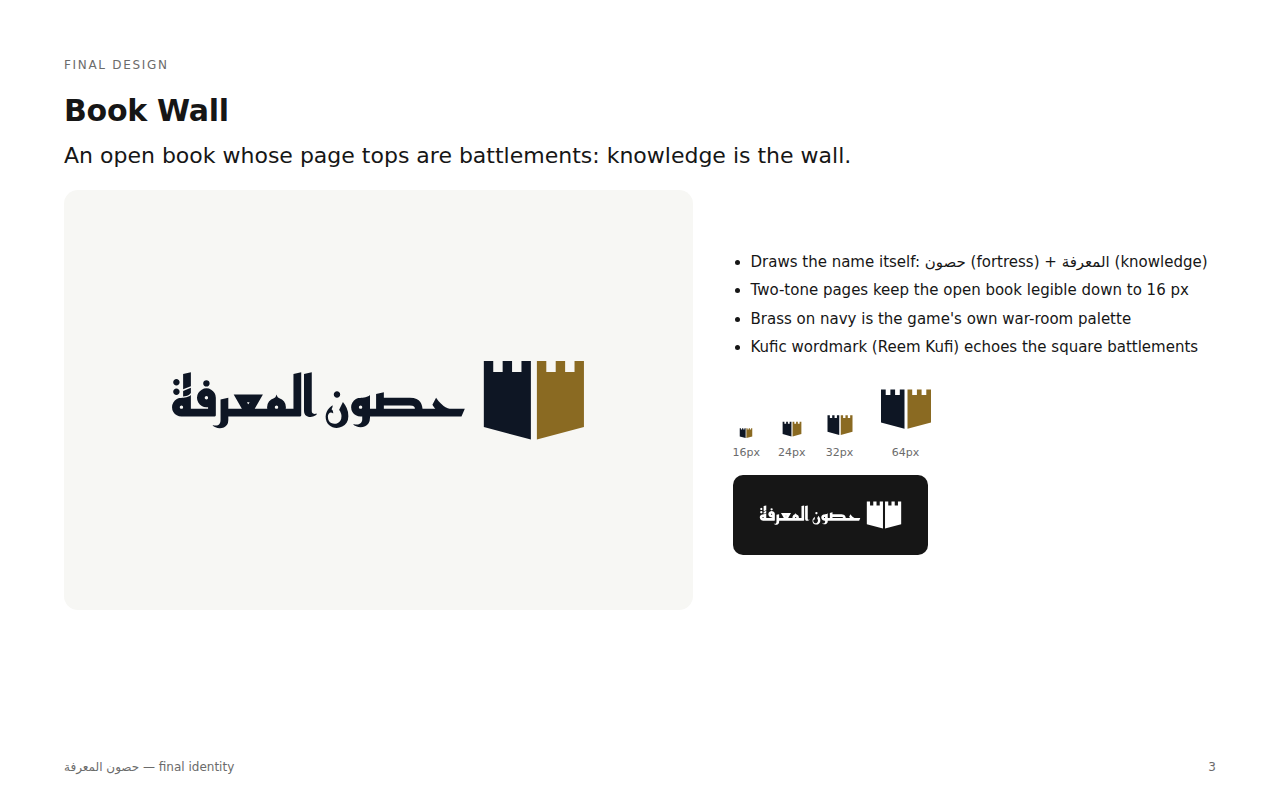 FINAL DESIGN
Book Wall
An open book whose page tops are battlements: knowledge is the wall.
حصون المعرفة
Draws the name itself: حصون (fortress) + المعرفة (knowledge)
Two-tone pages keep the open book legible down to 16 px
Brass on navy is the game's own war-room palette
Kufic wordmark (Reem Kufi) echoes the square battlements
16px 24px 32px 64px
حصون المعرفة
حصون المعرفة — final identity
3